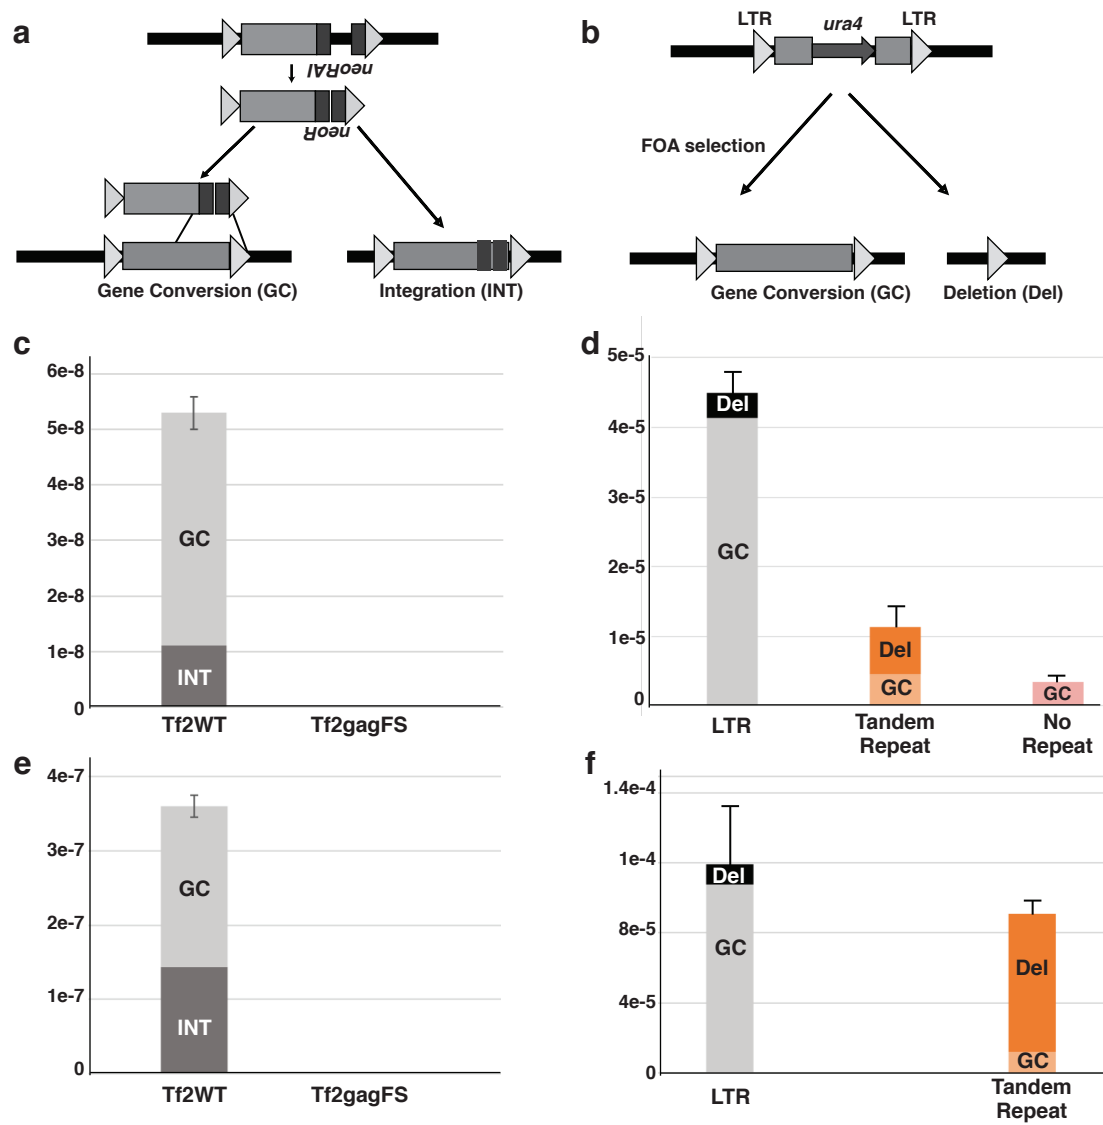 a
neoRAI
neoR
Gene Conversion (GC)
Integration (INT)
b
LTR
ura4
LTR
FOA selection
Gene Conversion (GC)
Deletion (Del)
c
6e-8
5e-8
4e-8
3e-8
2e-8
1e-8
0
GC
INT
Tf2WT
Tf2gagFS
d
5e-5
4e-5
3e-5
2e-5
1e-5
0
Del
GC
Del
GC
GC
LTR
Tandem
Repeat
No
Repeat
e
4e-7
3e-7
2e-7
1e-7
0
GC
INT
Tf2WT
Tf2gagFS
f
1.4e-4
1e-4
8e-5
4e-5
0
Del
GC
Del
GC
LTR
Tandem
Repeat